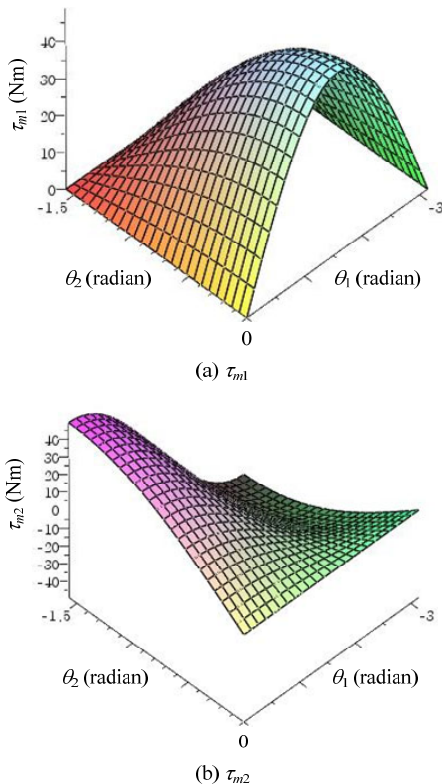 40
30
20
10
0
τm1 (Nm)
-1.5
-3
θ2 (radian)
θ1 (radian)
0
(a) τm1
40
30
20
10
0
-10
-20
-30
-40
τm2 (Nm)
-1.5
-3
θ2 (radian)
θ1 (radian)
0
(b) τm2